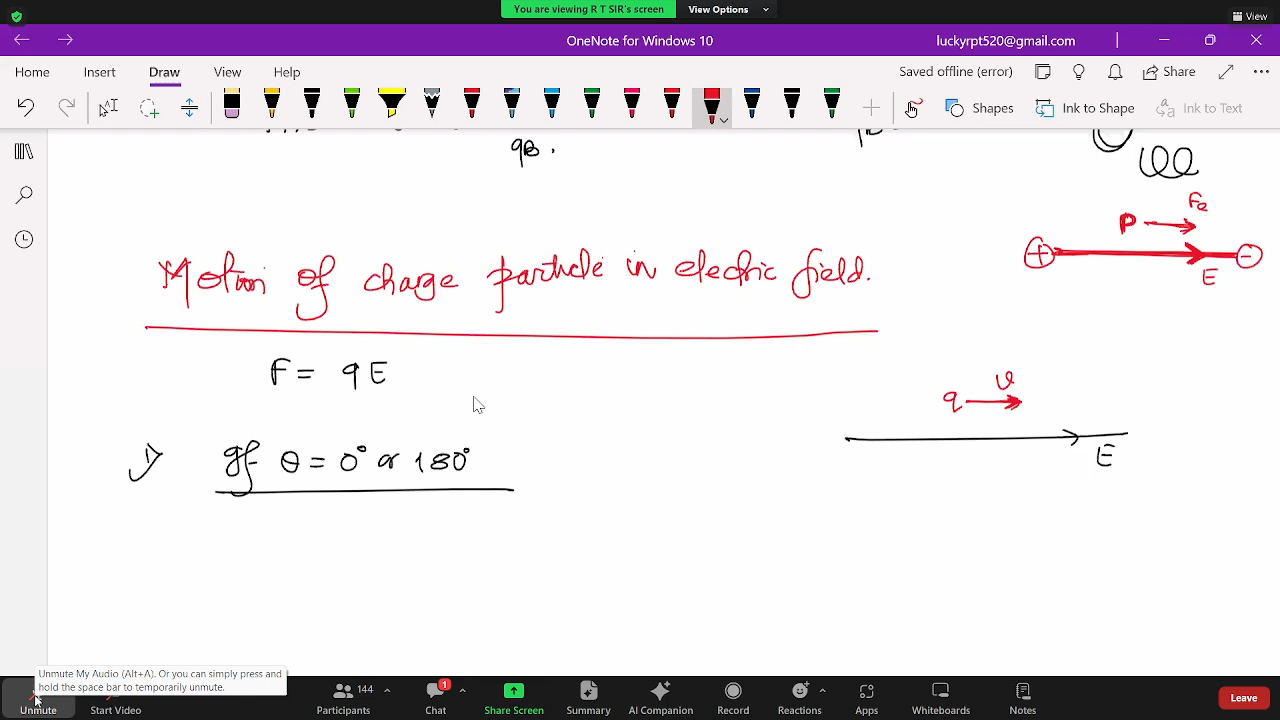 You are viewing R T SIR's screen View Options
View
OneNote for Windows 10
luckyrpt520@gmail.com
Home Insert Draw View Help
Saved offline (error)
Share
Shapes
Ink to Shape
Ink to Text
qB.
Fe
P
+ -
E
Motion of charge particle in electric field.
F = qE
q v
E
1) If θ = 0° or 180°
Unmute My Audio (Alt+A). Or you can simply press and
hold the space bar to temporarily unmute.
Unmute
Start Video
144
Participants
1
Chat
Share Screen
Summary
AI Companion
Record
Reactions
Apps
Whiteboards
Notes
Leave